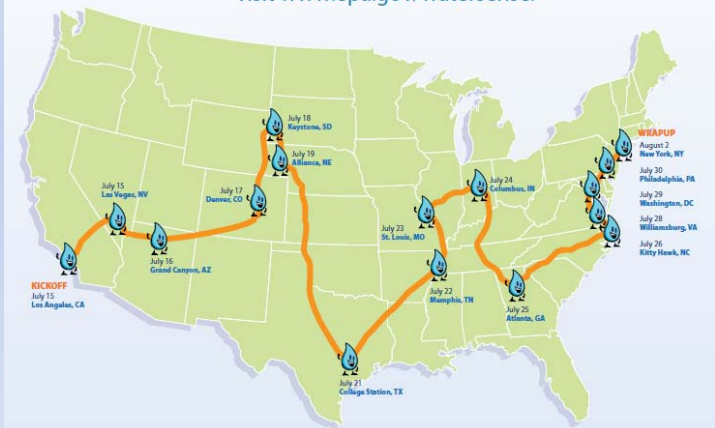 KICKOFF
July 15
Los Angeles, CA
July 15
Las Vegas, NV
July 16
Grand Canyon, AZ
July 17
Denver, CO
July 18
Kaystone, SD
July 19
Alliance, NE
July 21
College Station, TX
July 22
Memphis, TN
July 23
St. Louis, MO
July 24
Columbus, IN
July 25
Atlanta, GA
WRAPUP
August 2
New York, NY
July 30
Philadelphia, PA
July 29
Washington, DC
July 28
Williamsburg, VA
July 26
Kitty Hawk, NC